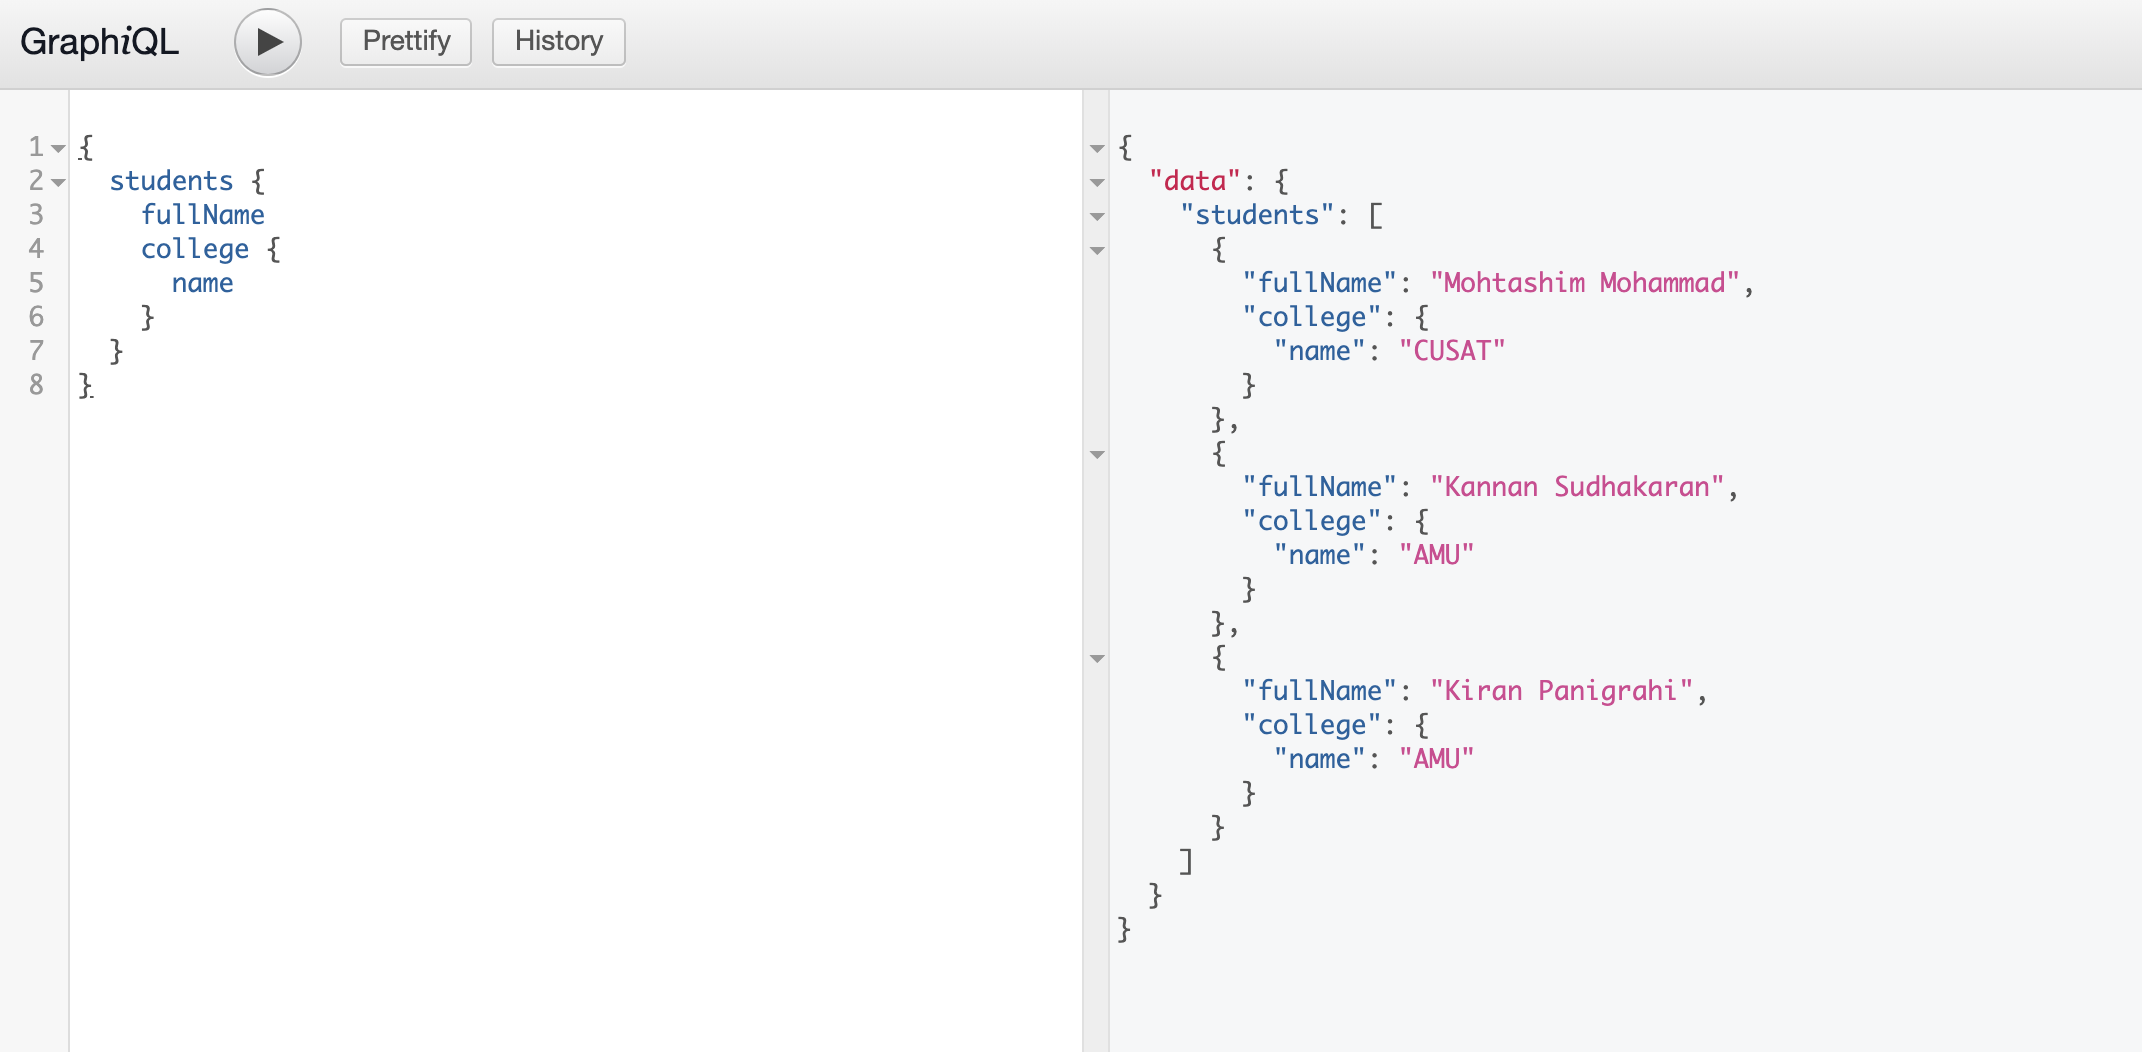 GraphiQL Prettify History
1 {
2 students {
3 fullName
4 college {
5 name
6 }
7 }
8 }
{
"data": {
"students": [
{
"fullName": "Mohtashim Mohammad",
"college": {
"name": "CUSAT"
}
},
{
"fullName": "Kannan Sudhakaran",
"college": {
"name": "AMU"
}
},
{
"fullName": "Kiran Panigrahi",
"college": {
"name": "AMU"
}
}
]
}
}